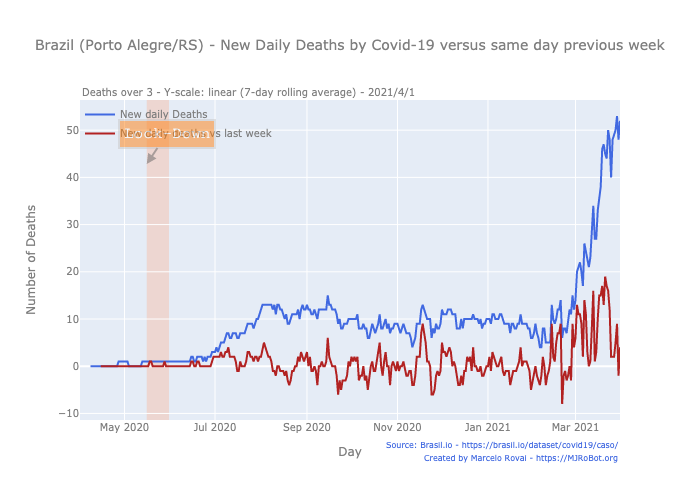 Brazil (Porto Alegre/RS) - New Daily Deaths by Covid-19 versus same day previous week
Deaths over 3 - Y-scale: linear (7-day rolling average) - 2021/4/1
New daily Deaths
vs last week
50
40
30
20
10
0
−10
Number of Deaths
May 2020
Jul 2020
Sep 2020
Nov 2020
Jan 2021
Mar 2021
Day
Source: Brasil.io - https://brasil.io/dataset/covid19/caso/
Created by Marcelo Rovai - https://MJRoBot.org